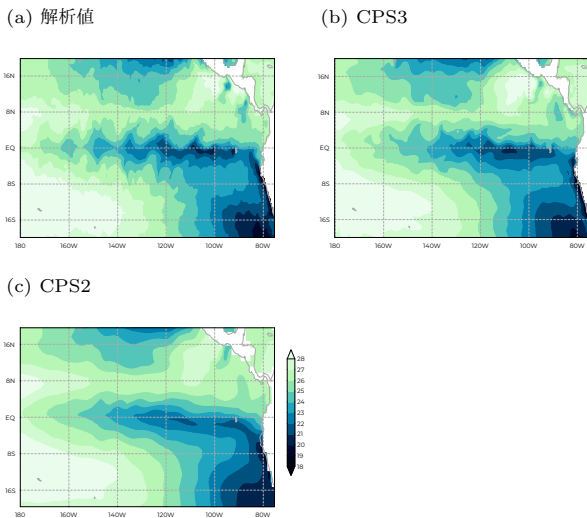 (a) 解析値
(b) CPS3
16N
8N
EQ
8S
16S
180 160W 140W 120W 100W 80W
16N
8N
EQ
8S
16S
180 160W 140W 120W 100W 80W
(c) CPS2
16N
8N
EQ
8S
16S
180 160W 140W 120W 100W 80W
28
27
26
25
24
23
22
21
20
19
18